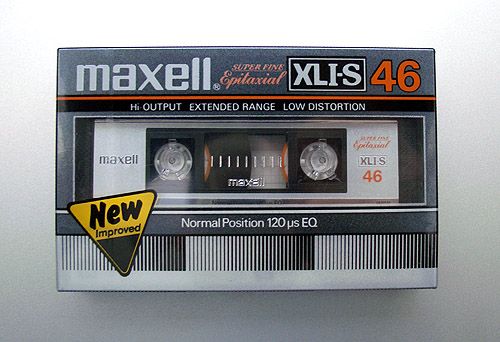 maxell® SUPER FINE Epitaxial XLI-S 46
Hi-OUTPUT EXTENDED RANGE LOW DISTORTION
SUPER FINE
Epitaxial
maxell XLI-S
46
maxell
Normal Position 120 μs EQ
New
Improved